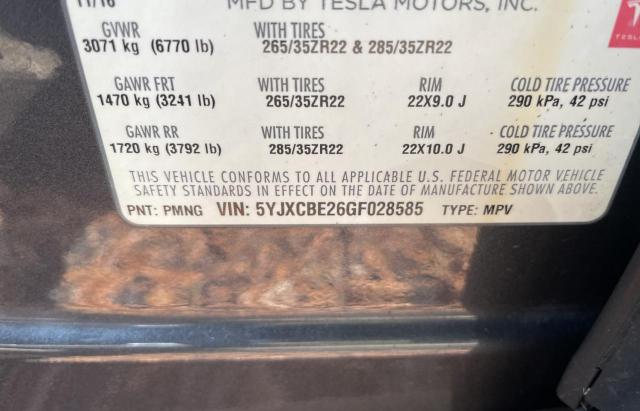 11/16 MFD BY TESLA MOTORS, INC.
GVWR WITH TIRES
3071 kg (6770 lb) 265/35ZR22 & 285/35ZR22
TESLA
GAWR FRT WITH TIRES RIM COLD TIRE PRESSURE
1470 kg (3241 lb) 265/35ZR22 22X9.0 J 290 kPa, 42 psi
GAWR RR WITH TIRES RIM COLD TIRE PRESSURE
1720 kg (3792 lb) 285/35ZR22 22X10.0 J 290 kPa, 42 psi
THIS VEHICLE CONFORMS TO ALL APPLICABLE U.S. FEDERAL MOTOR VEHICLE
SAFETY STANDARDS IN EFFECT ON THE DATE OF MANUFACTURE SHOWN ABOVE.
PNT: PMNG VIN: 5YJXCBE26GF028585 TYPE: MPV